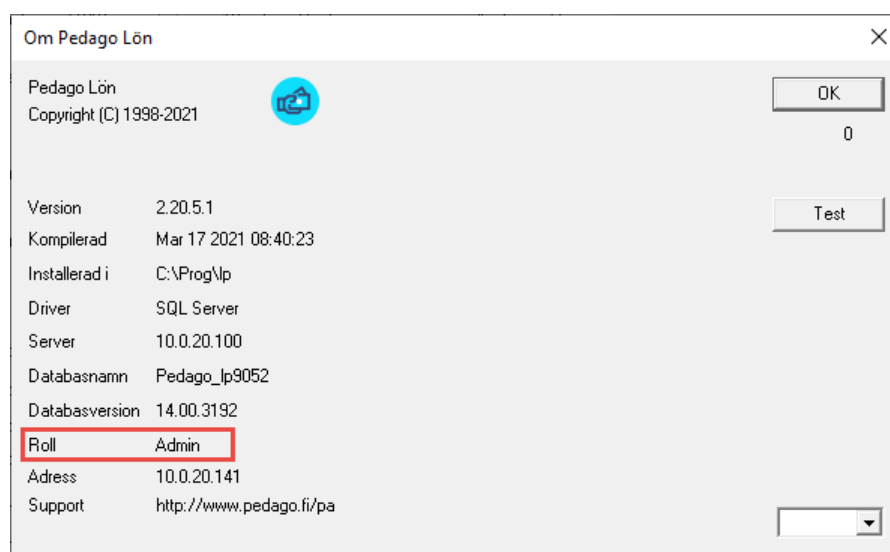 Om Pedago Lön
Pedago Lön
Copyright (C) 1998-2021
OK
0
Version 2.20.5.1
Test
Kompilerad Mar 17 2021 08:40:23
Installerad i C:\Prog\lp
Driver SQL Server
Server 10.0.20.100
Databasnamn Pedago_lp9052
Databasversion 14.00.3192
Roll Admin
Adress 10.0.20.141
Support http://www.pedago.fi/pa